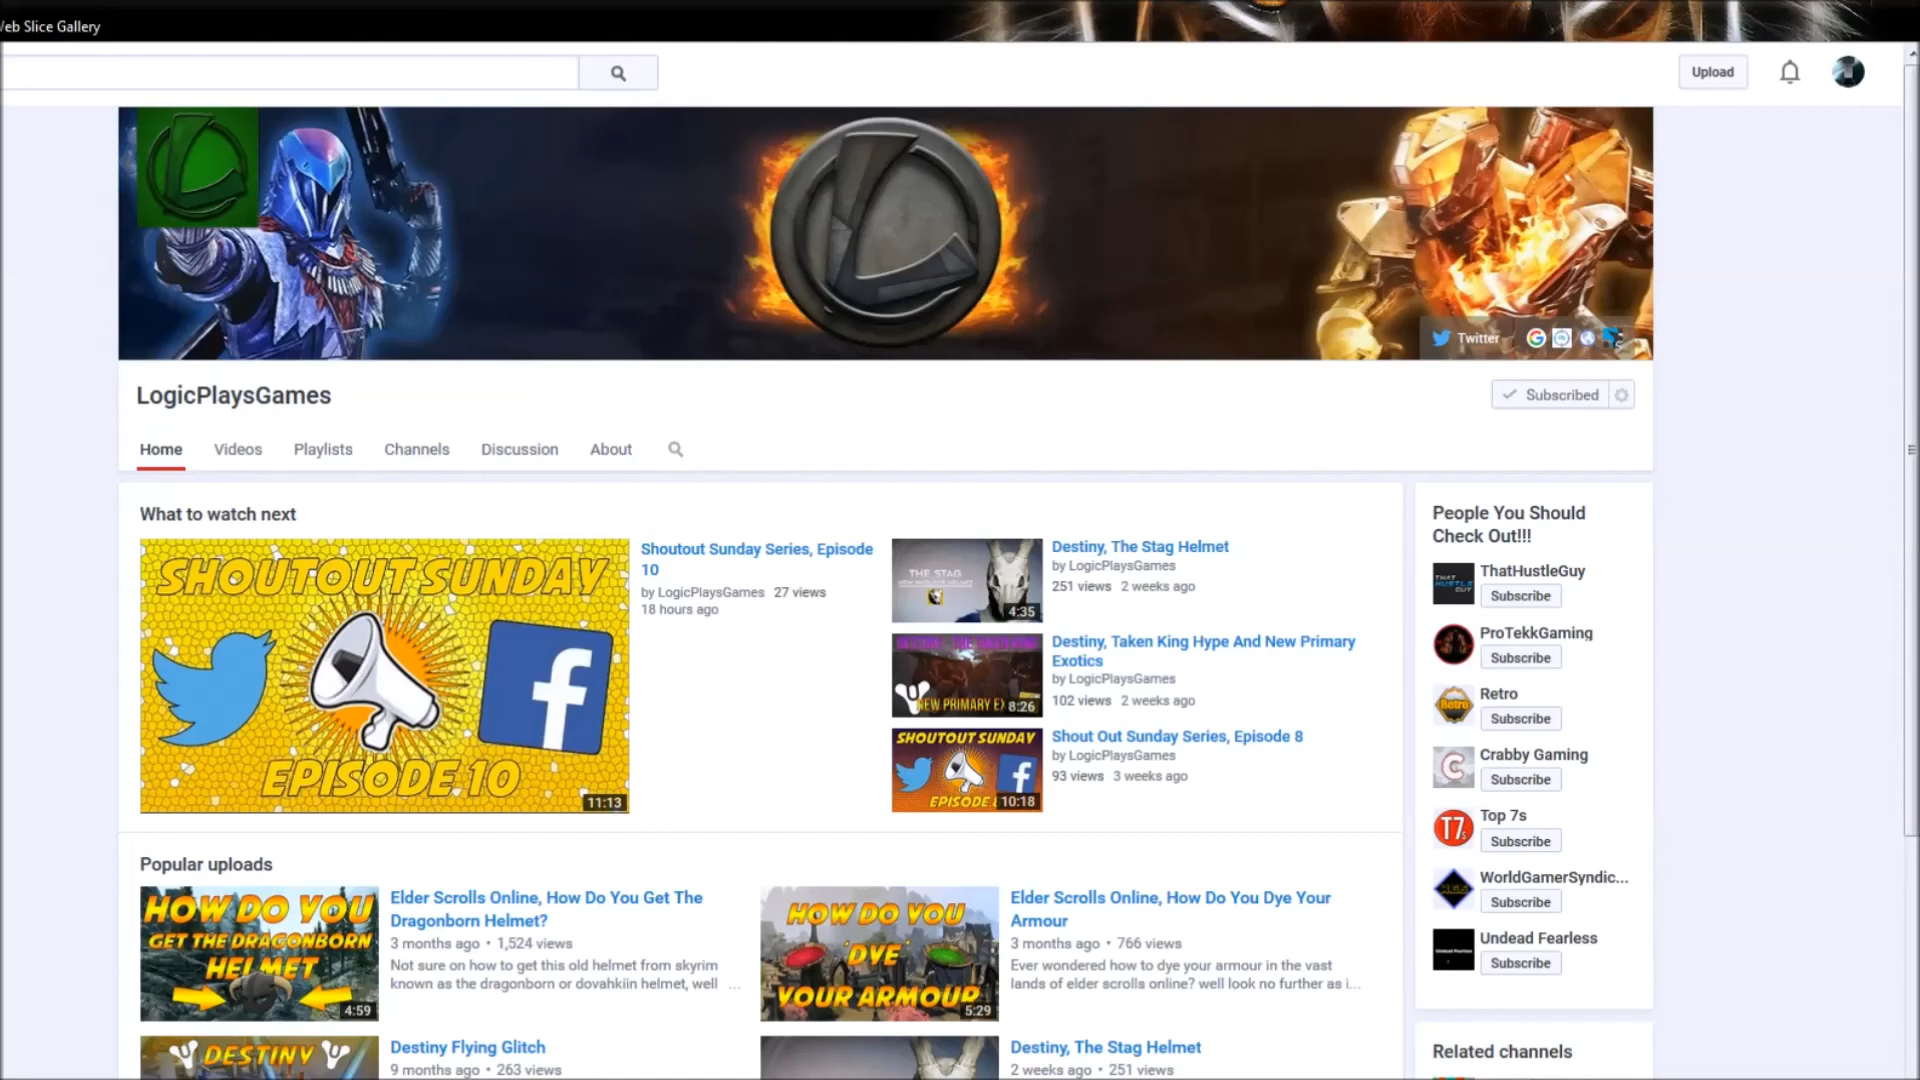 Web Slice Gallery
Upload
Twitter
LogicPlaysGames
Subscribed
Home Videos Playlists Channels Discussion About
What to watch next
SHOUTOUT SUNDAY
EPISODE 10
11:13
Shoutout Sunday Series, Episode
10
by LogicPlaysGames 27 views
18 hours ago
THE STAG
4:35
Destiny, The Stag Helmet
by LogicPlaysGames
251 views 2 weeks ago
NEW PRIMARY EX
8:26
Destiny, Taken King Hype And New Primary
Exotics
by LogicPlaysGames
102 views 2 weeks ago
SHOUTOUT SUNDAY
EPISODE
10:18
Shout Out Sunday Series, Episode 8
by LogicPlaysGames
93 views 3 weeks ago
Popular uploads
HOW DO YOU
GET THE DRAGONBORN
HELMET
4:59
Elder Scrolls Online, How Do You Get The
Dragonborn Helmet?
3 months ago • 1,524 views
Not sure on how to get this old helmet from skyrim
known as the dragonborn or dovahkiin helmet, well ...
HOW DO YOU
'DYE'
YOUR ARMOUR
5:29
Elder Scrolls Online, How Do You Dye Your
Armour
3 months ago • 766 views
Ever wondered how to dye your armour in the vast
lands of elder scrolls online? well look no further as i...
DESTINY
Destiny Flying Glitch
9 months ago • 263 views
Destiny, The Stag Helmet
2 weeks ago • 251 views
People You Should
Check Out!!!
THAT
HUSTLE
GUY
ThatHustleGuy
Subscribe
ProTekkGaming
Subscribe
Retro
Retro
Subscribe
Crabby Gaming
Subscribe
T7s
Top 7s
Subscribe
WorldGamerSyndic...
Subscribe
Undead Fearless
Undead Fearless
Subscribe
Related channels